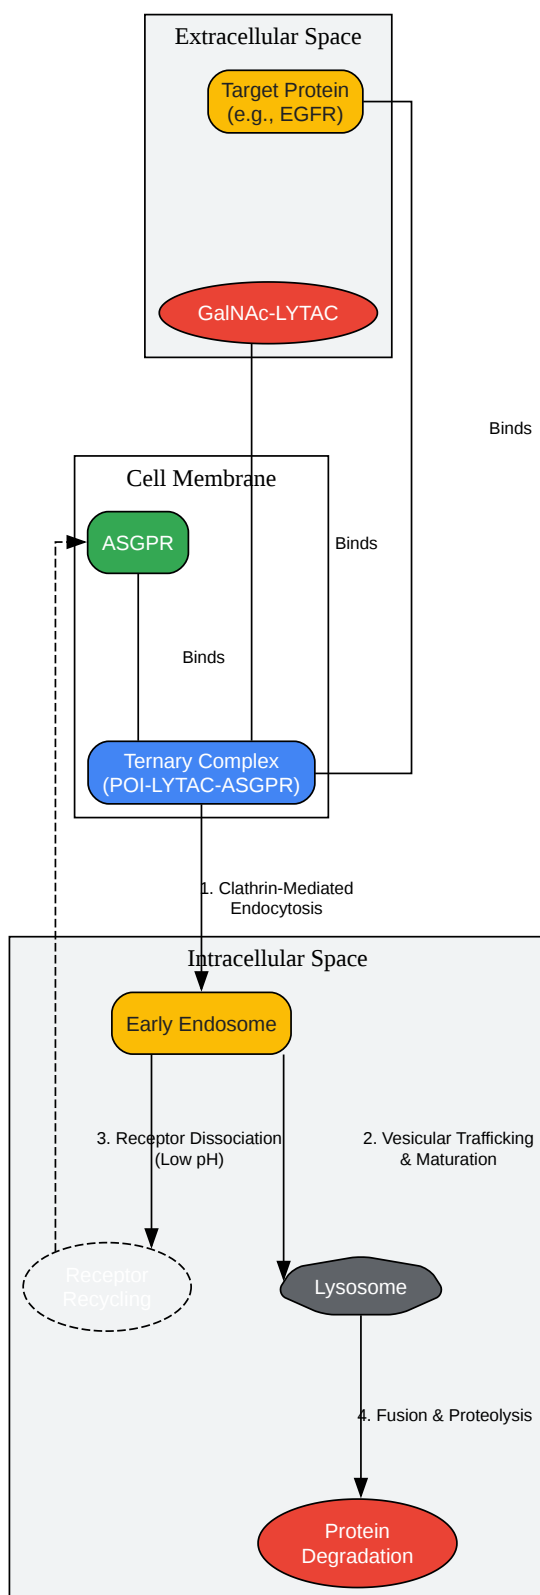 Extracellular Space
Target Protein
(e.g., EGFR)
GalNAc-LYTAC
Binds
Cell Membrane
ASGPR
Binds
Binds
Ternary Complex
(POI-LYTAC-ASGPR)
1. Clathrin-Mediated
Endocytosis
Intracellular Space
Early Endosome
3. Receptor Dissociation
(Low pH)
2. Vesicular Trafficking
& Maturation
Receptor
Recycling
Lysosome
4. Fusion & Proteolysis
Protein
Degradation